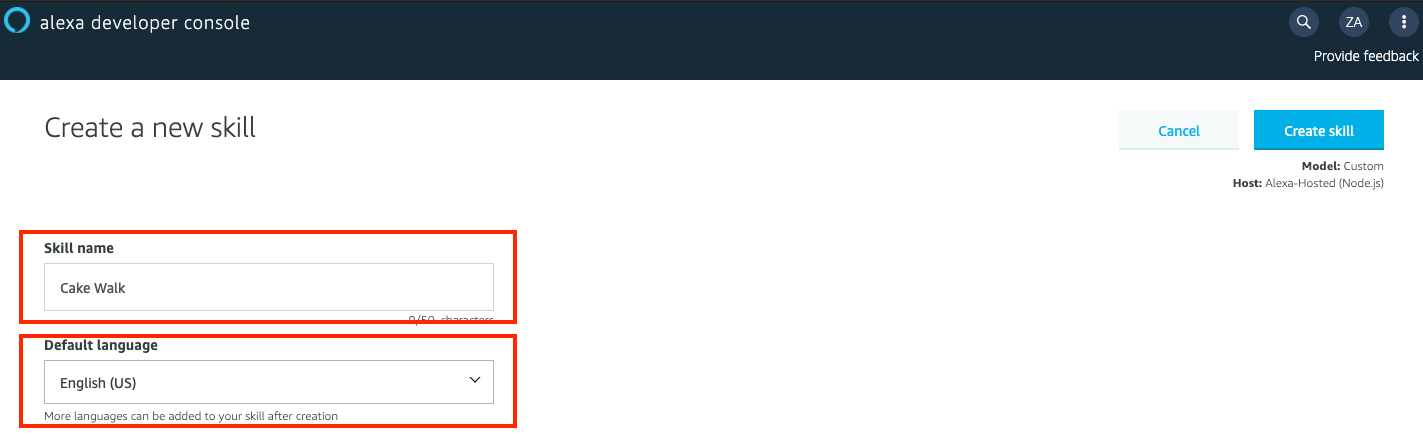 alexa developer console
ZA
Provide feedback
Create a new skill
Cancel
Create skill
Model: Custom
Host: Alexa-Hosted (Node.js)
Skill name
Cake Walk
9/50 characters
Default language
English (US)
More languages can be added to your skill after creation